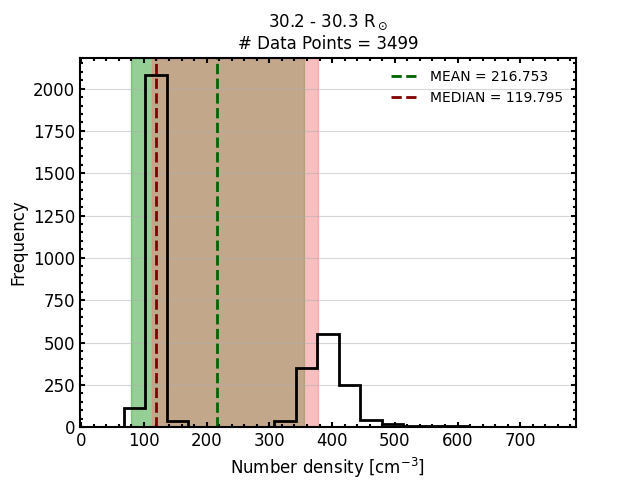 30.2 - 30.3 R⊙
# Data Points = 3499
MEAN = 216.753
MEDIAN = 119.795
Frequency
2000
1750
1500
1250
1000
750
500
250
0
0 100 200 300 400 500 600 700
Number density [cm⁻³]